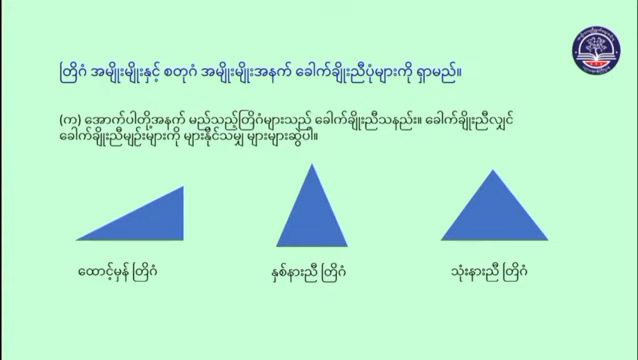 တြိဂံ အမျိုးမျိုးနှင့် စတုဂံ အမျိုးမျိုးအနက် ခေါက်ချိုးညီပုံများကို ရှာမည်။
(က) အောက်ပါတို့အနက် မည်သည့်တြိဂံများသည် ခေါက်ချိုးညီသနည်း။ ခေါက်ချိုးညီလျှင်
ခေါက်ချိုးညီမျဉ်းများကို များနိုင်သမျှ များများဆွဲပါ။
ထောင့်မှန် တြိဂံ
နှစ်နားညီ တြိဂံ
သုံးနားညီ တြိဂံ